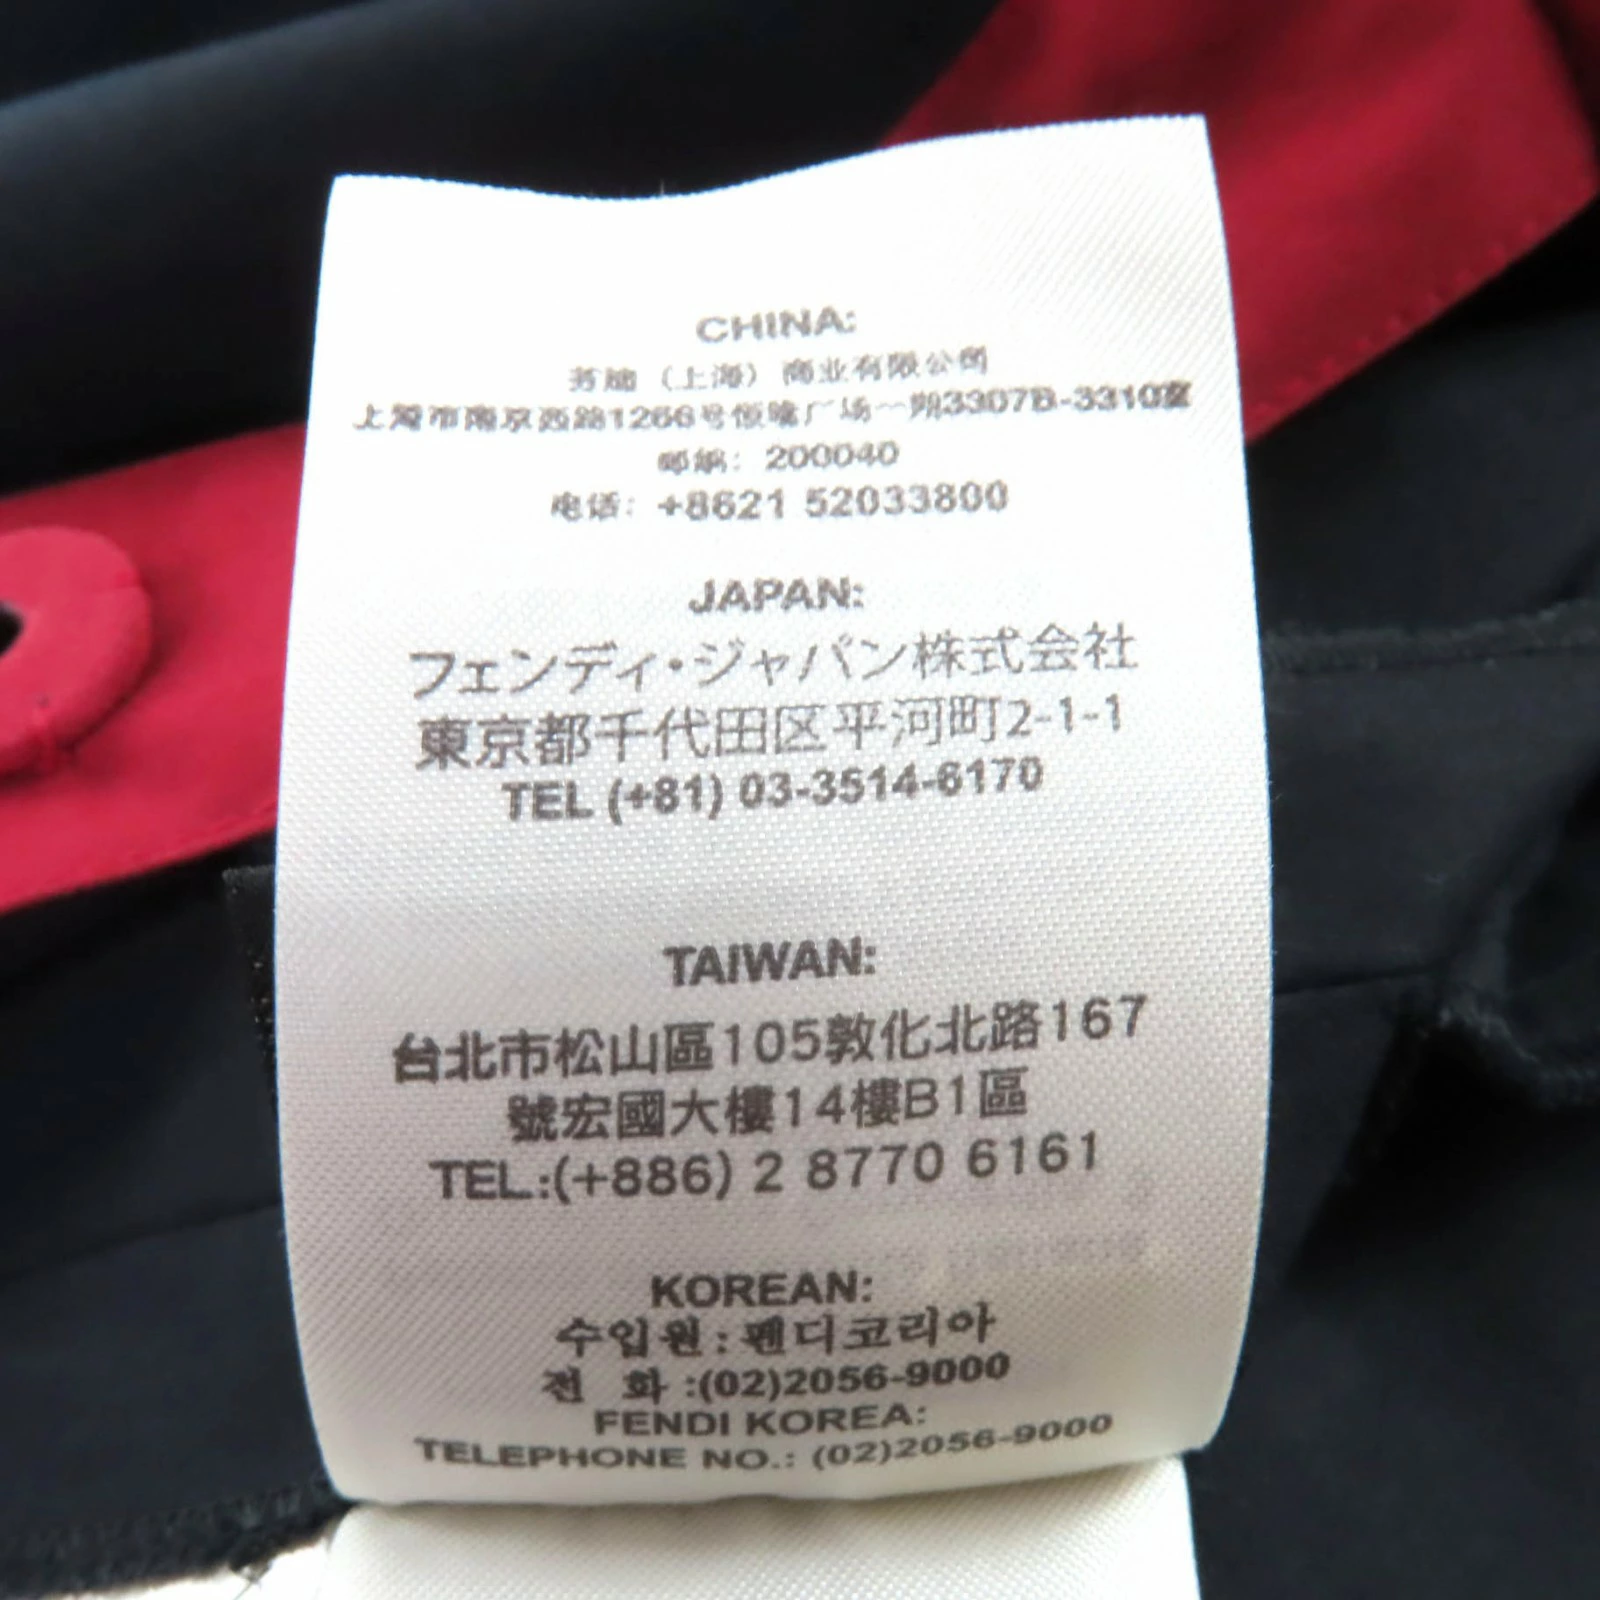 CHINA:
芬迪（上海）商业有限公司
上海市南京西路1266号恒隆广场一期3307B-3310室
邮编：200040
电话：+8621 52033800
JAPAN:
フェンディ・ジャパン株式会社
東京都千代田区平河町2-1-1
TEL (+81) 03-3514-6170
TAIWAN:
台北市松山區105敦化北路167
號宏國大樓14樓B1區
TEL.:(+886) 2 8770 6161
KOREAN:
수입원:펜디코리아
전 화:(02)2056-9000
FENDI KOREA:
TELEPHONE NO.: (02)2056-9000